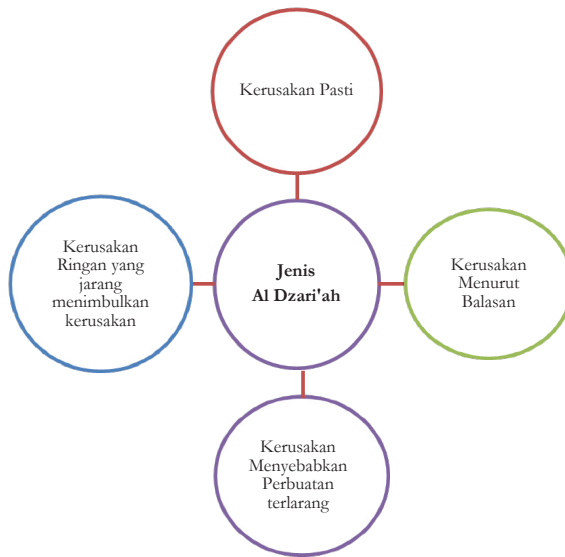 Kerusakan Pasti
Kerusakan
Ringan yang
jarang
menimbulkan
kerusakan
Jenis
Al Dzari'ah
Kerusakan
Menurut
Balasan
Kerusakan
Menyebabkan
Perbuatan
terlarang